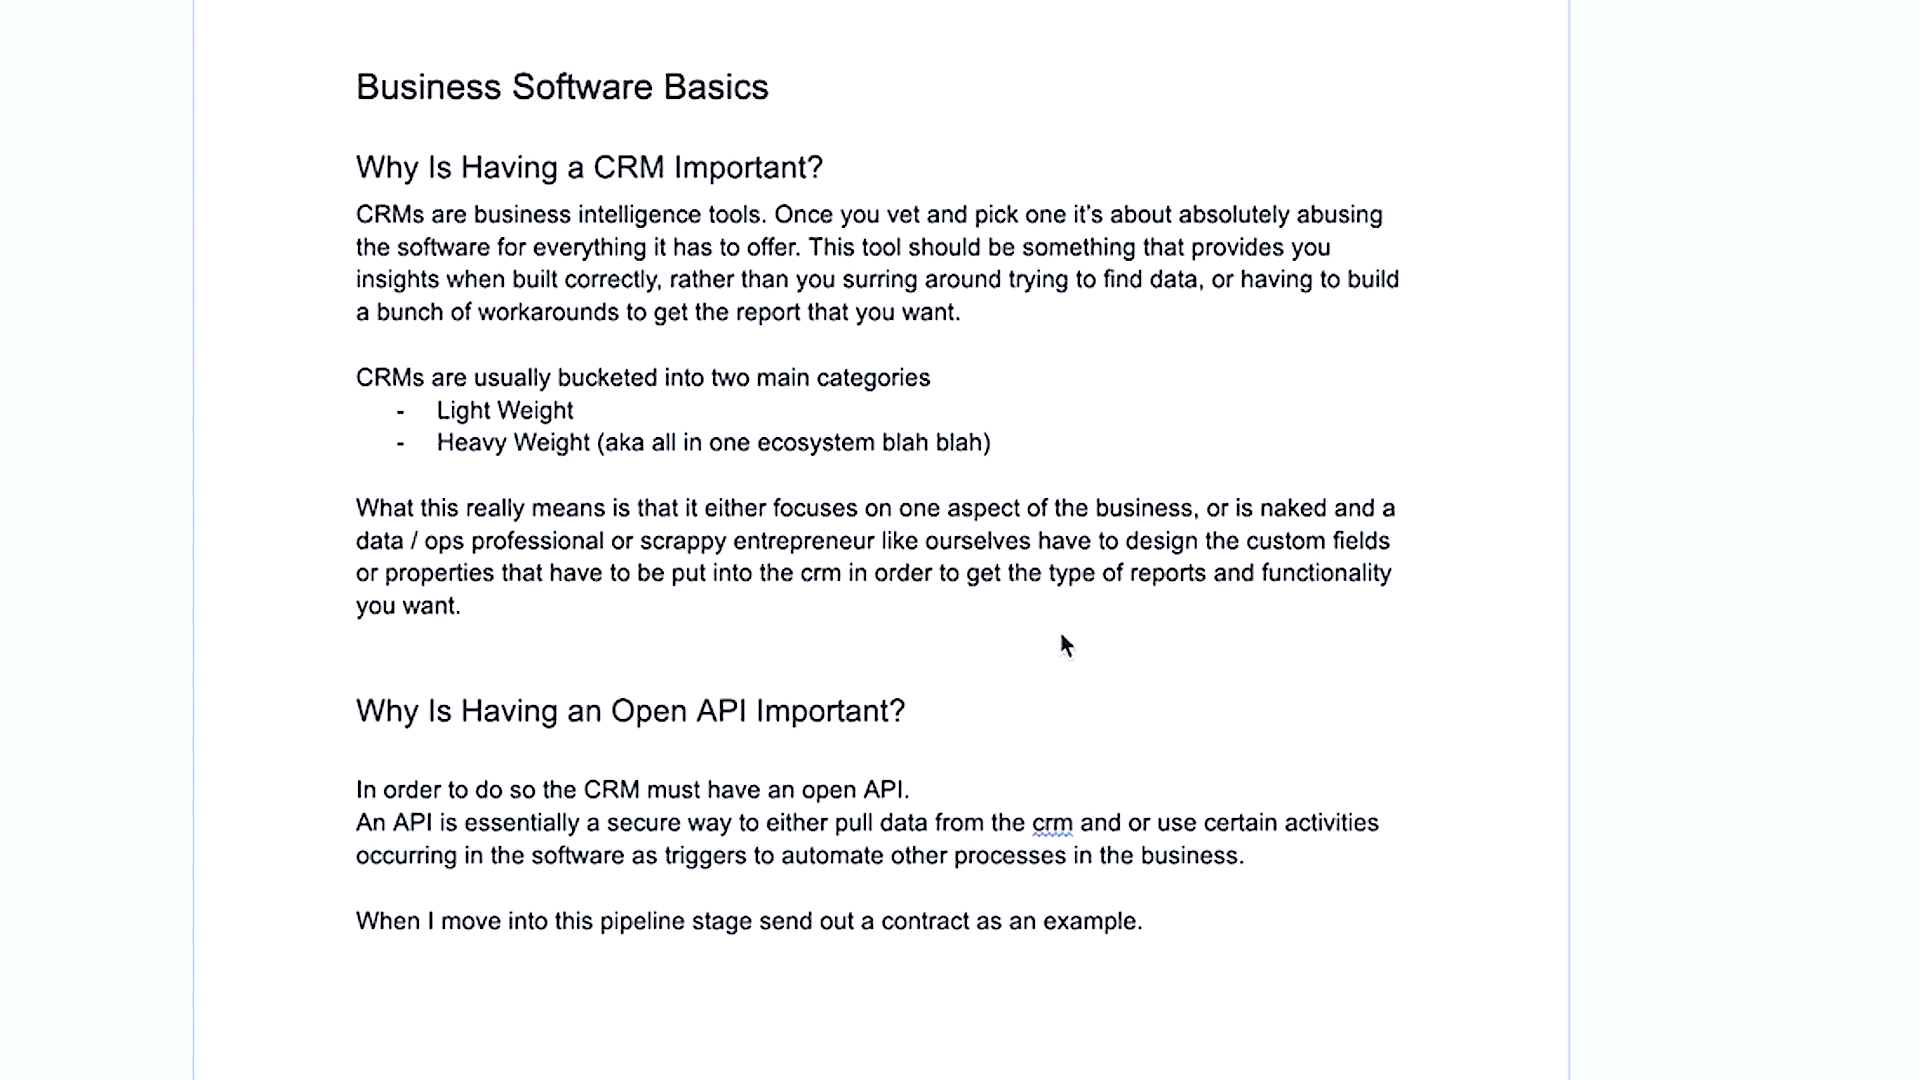 Business Software Basics
Why Is Having a CRM Important?
CRMs are business intelligence tools. Once you vet and pick one it's about absolutely abusing
the software for everything it has to offer. This tool should be something that provides you
insights when built correctly, rather than you surring around trying to find data, or having to build
a bunch of workarounds to get the report that you want.
CRMs are usually bucketed into two main categories
- Light Weight
- Heavy Weight (aka all in one ecosystem blah blah)
What this really means is that it either focuses on one aspect of the business, or is naked and a
data / ops professional or scrappy entrepreneur like ourselves have to design the custom fields
or properties that have to be put into the crm in order to get the type of reports and functionality
you want.
Why Is Having an Open API Important?
In order to do so the CRM must have an open API.
An API is essentially a secure way to either pull data from the crm and or use certain activities
occurring in the software as triggers to automate other processes in the business.
When I move into this pipeline stage send out a contract as an example.